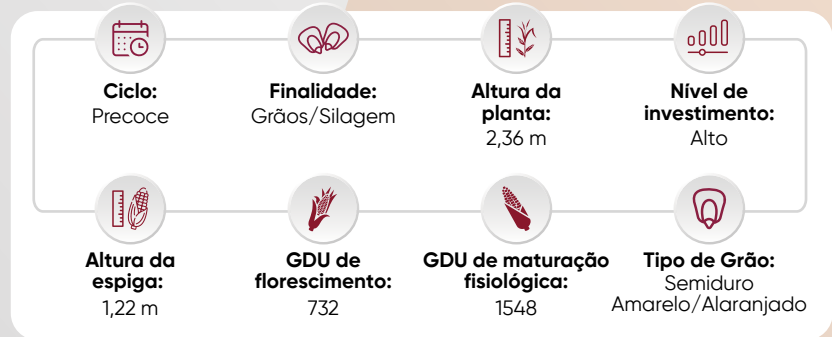 Ciclo:
Precoce
Finalidade:
Grãos/Silagem
Altura da
planta:
2,36 m
Nível de
investimento:
Alto
Altura da
espiga:
1,22 m
GDU de
florescimento:
732
GDU de maturação
fisiológica:
1548
Tipo de Grão:
Semiduro
Amarelo/Alaranjado